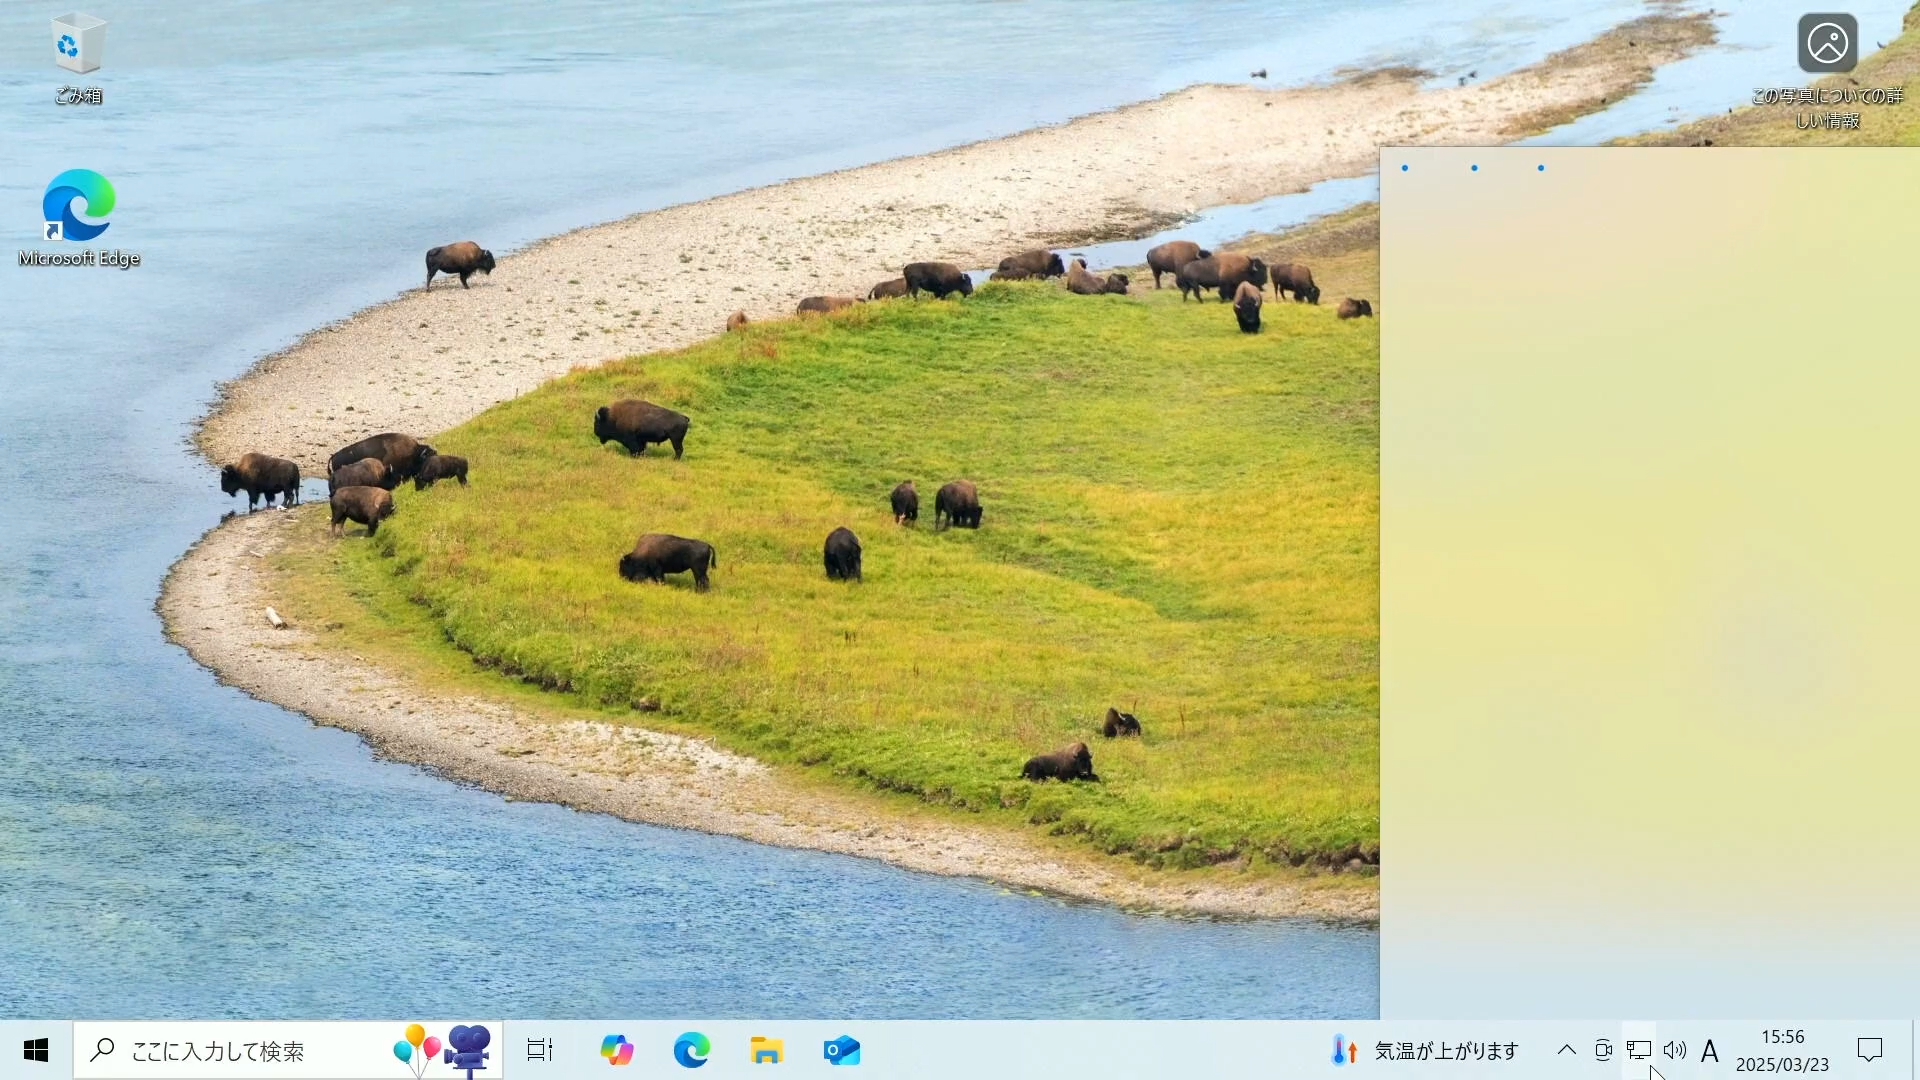 ごみ箱
この写真についての詳
しい情報
Microsoft Edge
ここに入力して検索
気温が上がります
A
15:56
2025/03/23